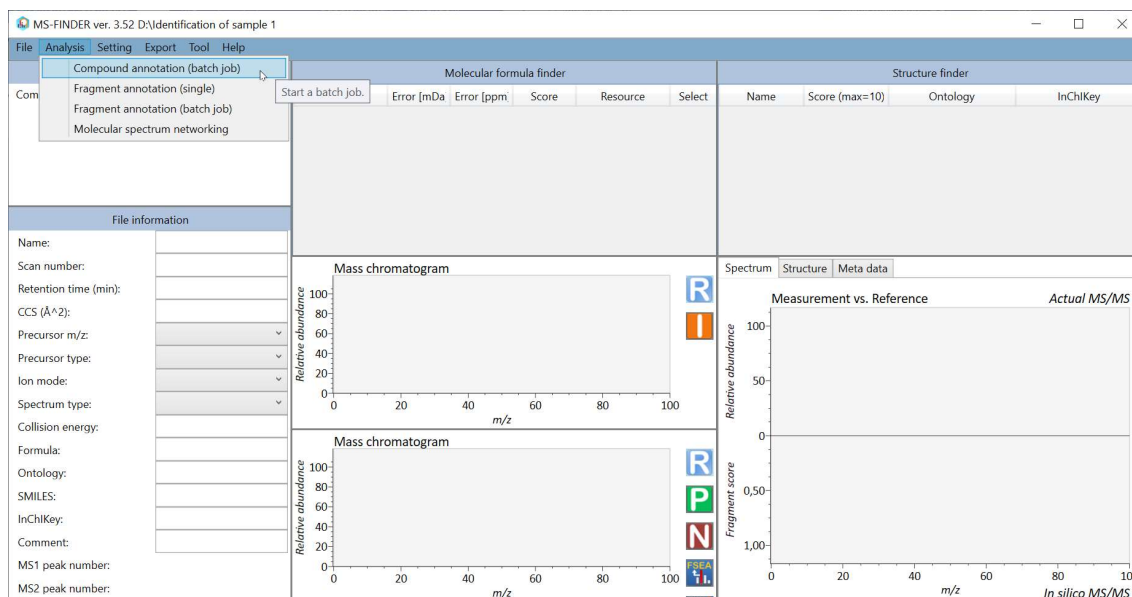 MS-FINDER ver. 3.52 D:\Identification of sample 1
File Analysis Setting Export Tool Help
Compound annotation (batch job)
Fragment annotation (single)
Fragment annotation (batch job)
Molecular spectrum networking
Start a batch job.
Com
Molecular formula finder
Error [mDa Error [ppm] Score Resource Select
Structure finder
Name Score (max=10) Ontology InChIKey
File information
Name:
Scan number:
Retention time (min):
CCS (Å^2):
Precursor m/z:
Precursor type:
Ion mode:
Spectrum type:
Collision energy:
Formula:
Ontology:
SMILES:
InChIKey:
Comment:
MS1 peak number:
MS2 peak number:
Mass chromatogram
Relative abundance
100
80
60
40
20
0
0 20 40 60 80 100
m/z
R
I
Mass chromatogram
Relative abundance
100
80
60
40
20
0
0 20 40 60 80 100
m/z
R
P
N
FSEA
Spectrum Structure Meta data
Measurement vs. Reference Actual MS/MS
Relative abundance
100
50
0
Fragment score
0,50
1,00
0 20 40 60 80 10
m/z
In silico MS/MS